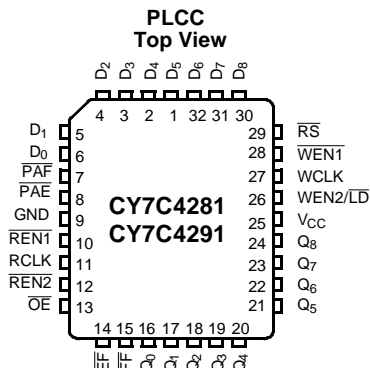 PLCC
Top View
D2 D3 D4 D5 D6 D7 D8
4 3 2 1 32 31 30
D1 5 29 RS
D0 6 28 WEN1
PAF 7 27 WCLK
PAE 8 26 WEN2/LD
GND 9 25 VCC
REN1 10 24 Q8
RCLK 11 23 Q7
REN2 12 22 Q6
OE 13 21 Q5
CY7C4281
CY7C4291
14 15 16 17 18 19 20
EF FF Q0 Q1 Q2 Q3 Q4